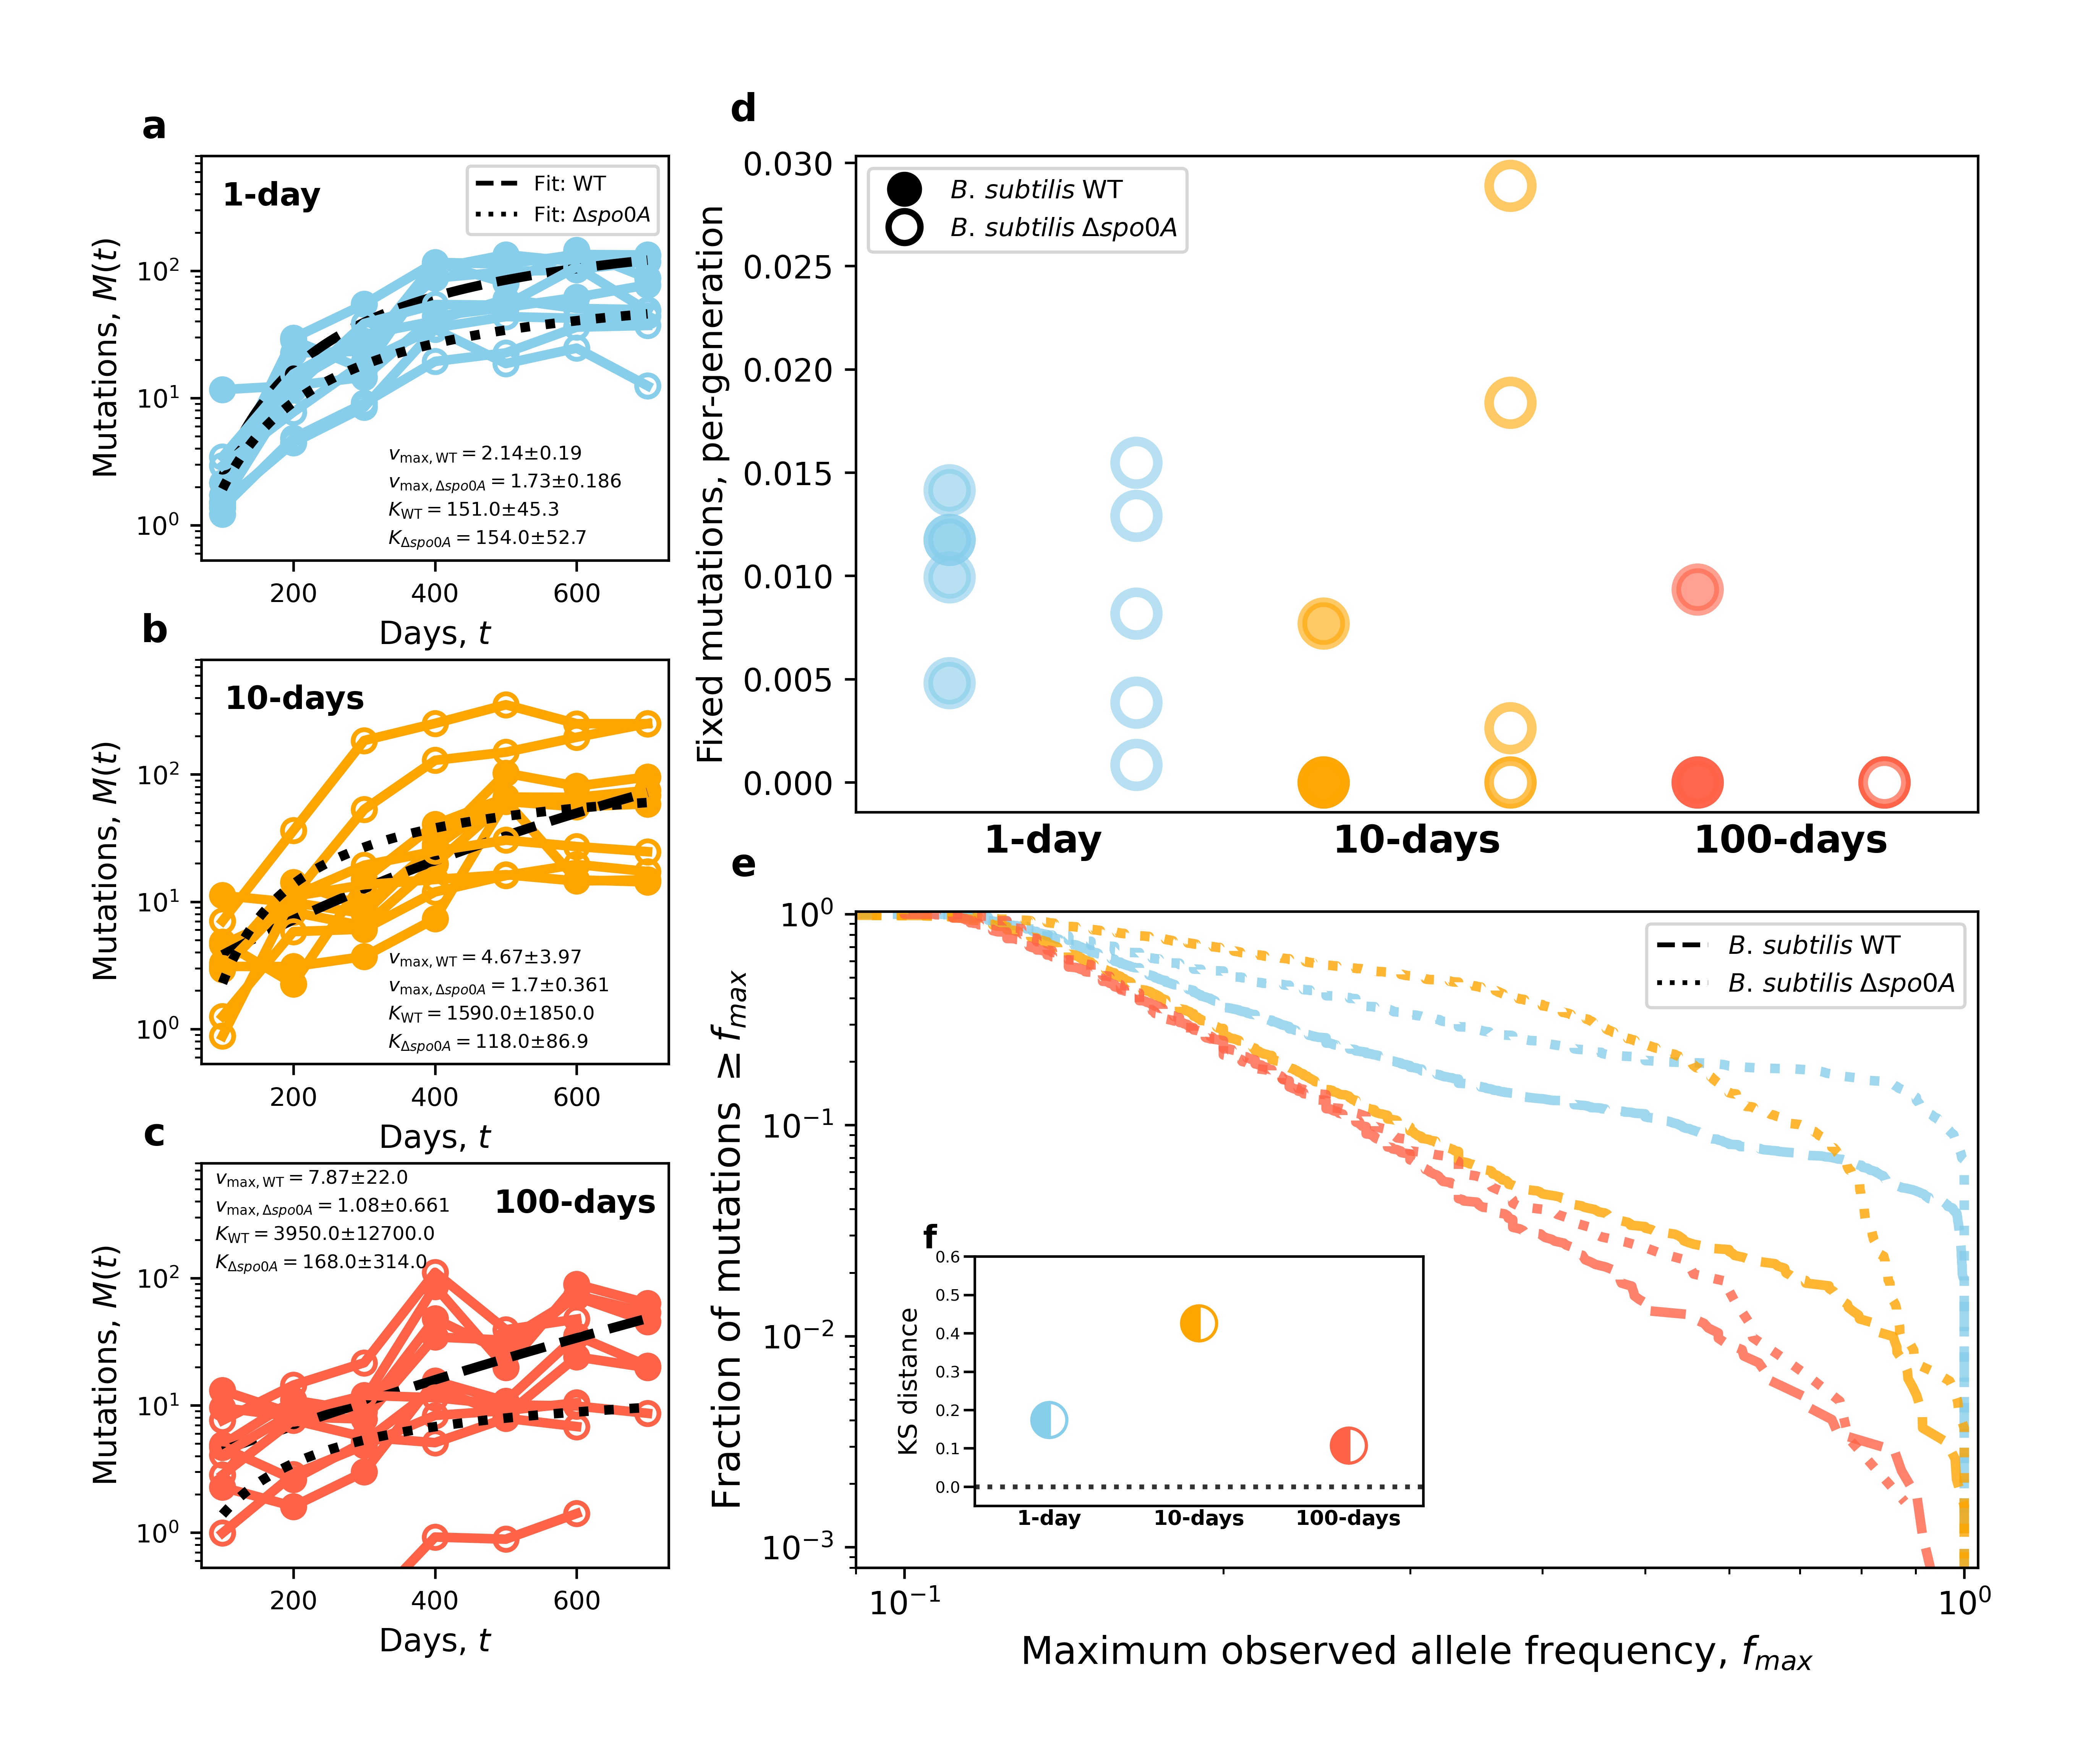 a
1-day
Fit: WT
Fit: Δspo0A
Mutations, M(t)
10²
10¹
10⁰
v_max,WT = 2.14±0.19
v_max,Δspo0A = 1.73±0.186
K_WT = 151.0±45.3
K_Δspo0A = 154.0±52.7
200 400 600
Days, t
b
10-days
Mutations, M(t)
10²
10¹
10⁰
v_max,WT = 4.67±3.97
v_max,Δspo0A = 1.7±0.361
K_WT = 1590.0±1850.0
K_Δspo0A = 118.0±86.9
200 400 600
Days, t
c
v_max,WT = 7.87±22.0
v_max,Δspo0A = 1.08±0.661
K_WT = 3950.0±12700.0
K_Δspo0A = 168.0±314.0
100-days
Mutations, M(t)
10²
10¹
10⁰
200 400 600
Days, t
d
B. subtilis WT
B. subtilis Δspo0A
Fixed mutations, per-generation
0.030
0.025
0.020
0.015
0.010
0.005
0.000
1-day 10-days 100-days
e
B. subtilis WT
B. subtilis Δspo0A
Fraction of mutations ≥ f_max
10⁰
10⁻¹
10⁻²
10⁻³
f
KS distance
0.6
0.5
0.4
0.3
0.2
0.1
0.0
1-day 10-days 100-days
10⁻¹ 10⁰
Maximum observed allele frequency, f_max